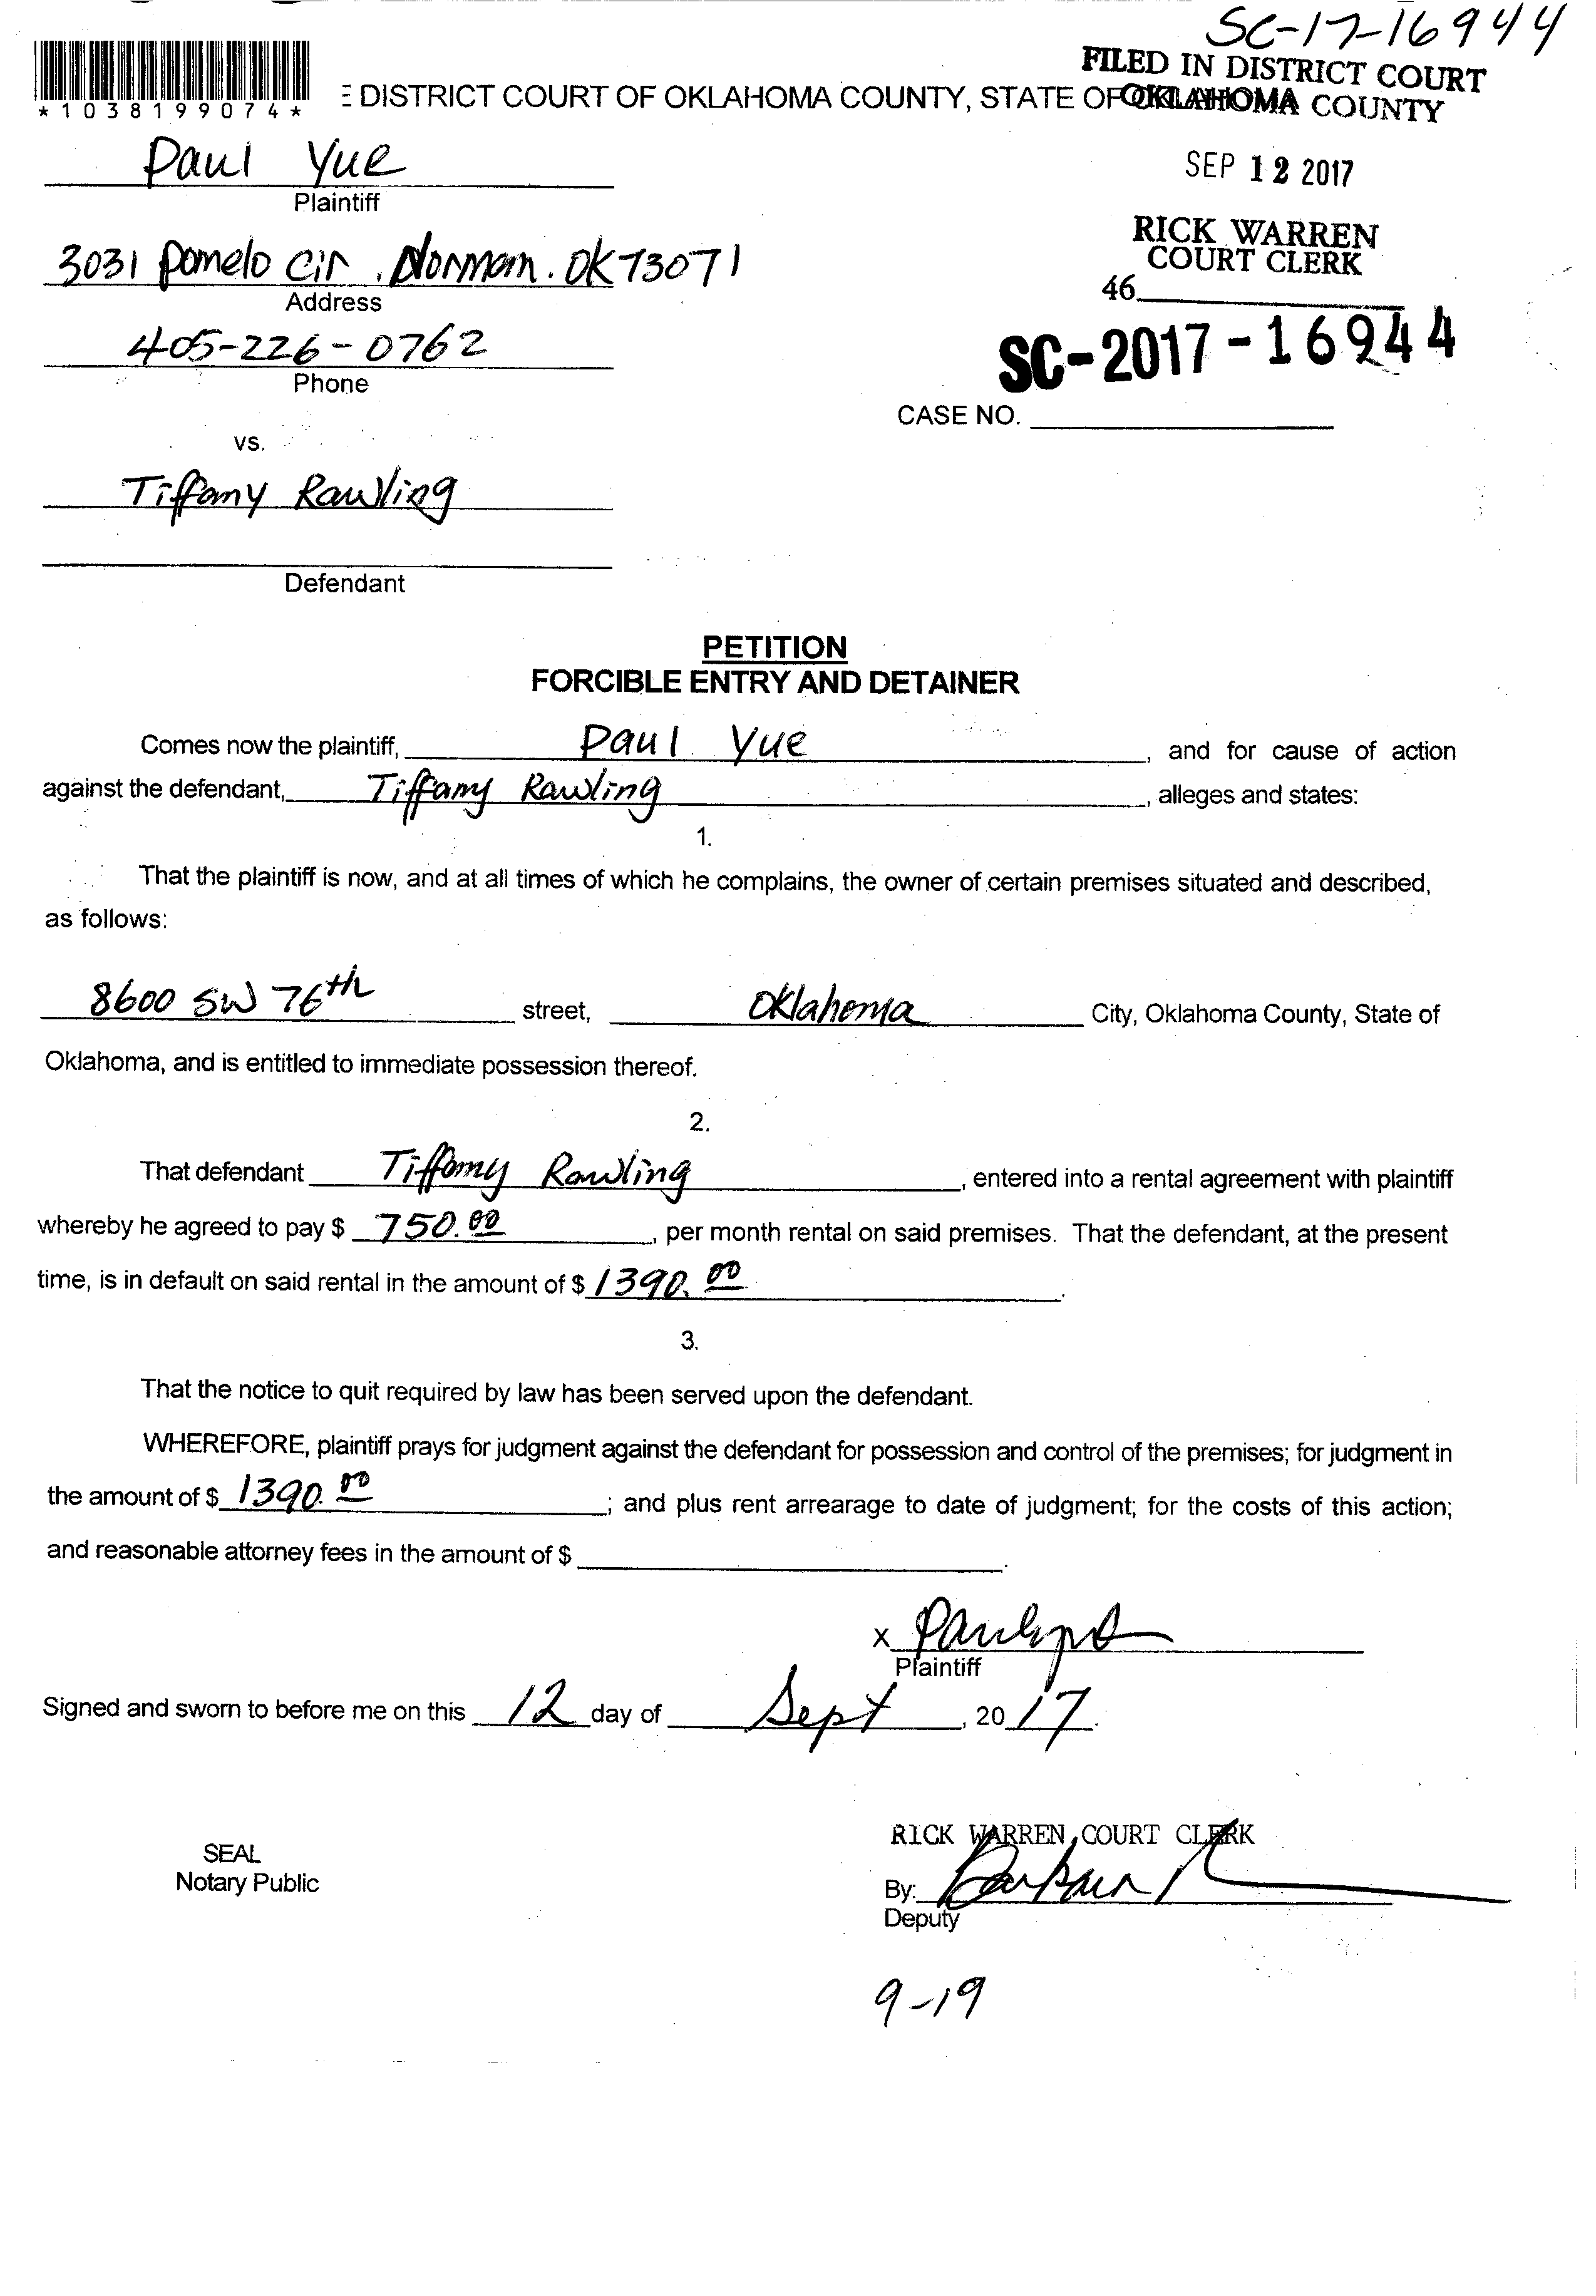 SC-17-16944
FILED IN DISTRICT COURT
OKLAHOMA COUNTY
*1038199074*
E DISTRICT COURT OF OKLAHOMA COUNTY, STATE OF OKLAHOMA
Paul Yue
Plaintiff
SEP 12 2017
RICK WARREN
COURT CLERK
46
3031 Pomelo Cir. Norman. OK 73071
Address
405-226-0762
Phone
SC-2017-16944
CASE NO.
vs.
Tiffany Rawling
Defendant
PETITION
FORCIBLE ENTRY AND DETAINER
Comes now the plaintiff, Paul Yue, and for cause of action
against the defendant, Tiffany Rawling, alleges and states:
1.
That the plaintiff is now, and at all times of which he complains, the owner of certain premises situated and described,
as follows:
8600 SW 76th street, Oklahoma City, Oklahoma County, State of
Oklahoma, and is entitled to immediate possession thereof.
2.
That defendant Tiffany Rawling, entered into a rental agreement with plaintiff
whereby he agreed to pay $ 750.00, per month rental on said premises. That the defendant, at the present
time, is in default on said rental in the amount of $ 1390.00.
3.
That the notice to quit required by law has been served upon the defendant.
WHEREFORE, plaintiff prays for judgment against the defendant for possession and control of the premises; for judgment in
the amount of $ 1390.00; and plus rent arrearage to date of judgment; for the costs of this action;
and reasonable attorney fees in the amount of $ .
x
Plaintiff
Signed and sworn to before me on this 12 day of Sept, 2017.
RICK WARREN, COURT CLERK
SEAL
Notary Public
By: Barbara
Deputy
9-19